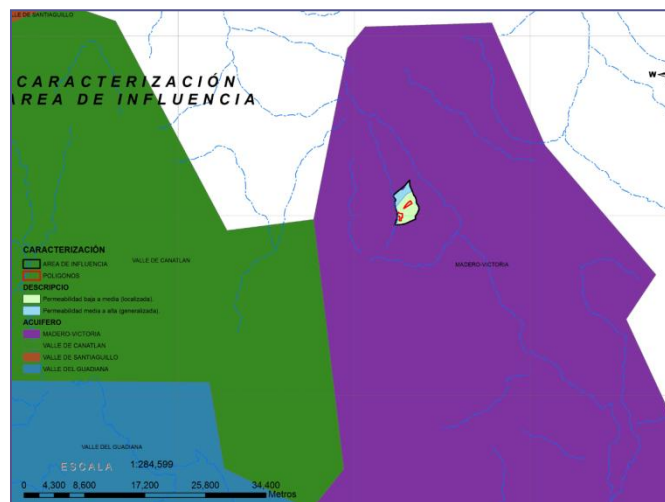 VALLE DE SANTIAGUILLO
CARACTERIZACIÓN
AREA DE INFLUENCIA
W
CARACTERIZACIÓN
AREA DE INFLUENCIA
VALLE DE CANATLAN
MADERO-VICTORIA
POLIGONOS
DESCRIPCIO
Permeabilidad baja a media (localizada).
Permeabilidad media a alta (generalizada).
ACUIFERO
MADERO-VICTORIA
VALLE DE CANATLAN
VALLE DE SANTIAGUILLO
VALLE DEL GUADIANA
VALLE DEL GUADIANA
ESCALA 1:284,599
0 4,300 8,600 17,200 25,800 34,400
Metros